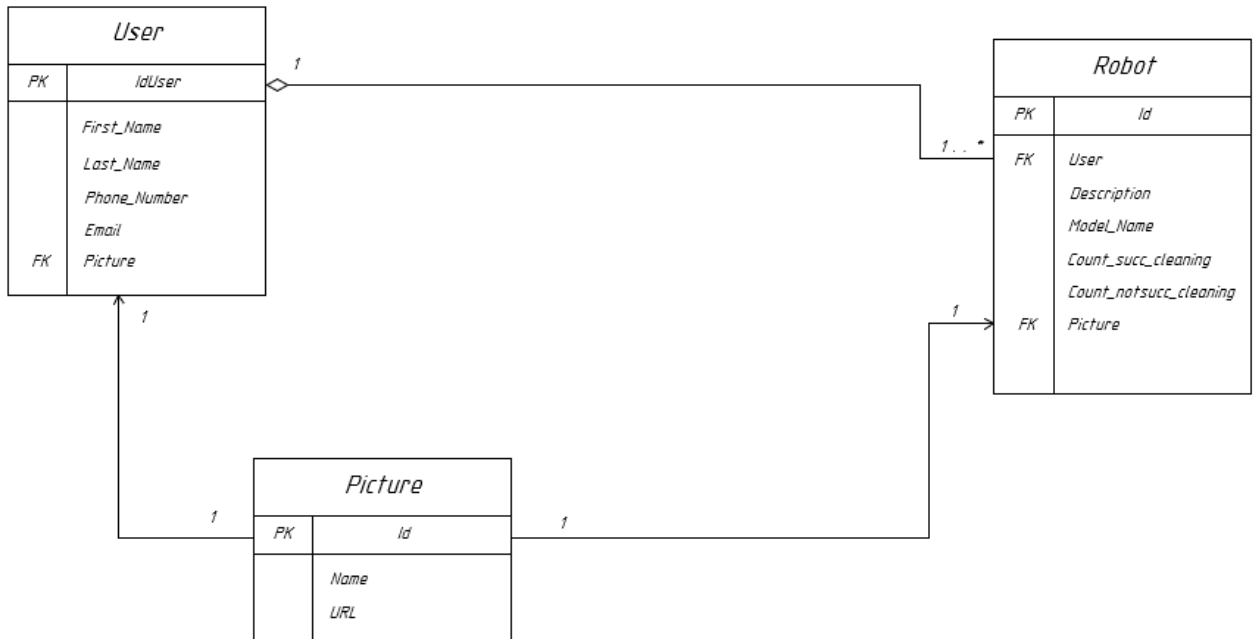 User
PK IdUser
First_Name
Last_Name
Phone_Number
Email
FK Picture
1
1 . . *
Robot
PK Id
FK User
Description
Model_Name
Count_succ_cleaning
Count_notsucc_cleaning
FK Picture
1
1
1
1
Picture
PK Id
Name
URL